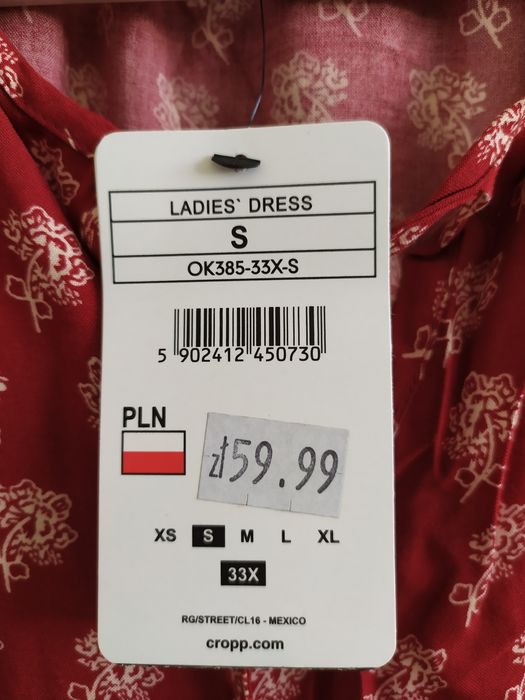 LADIES` DRESS
S
OK385-33X-S
5 902412 450730
PLN
zł59.99
XS S M L XL
33X
RG/STREET/CL16 - MEXICO
cropp.com